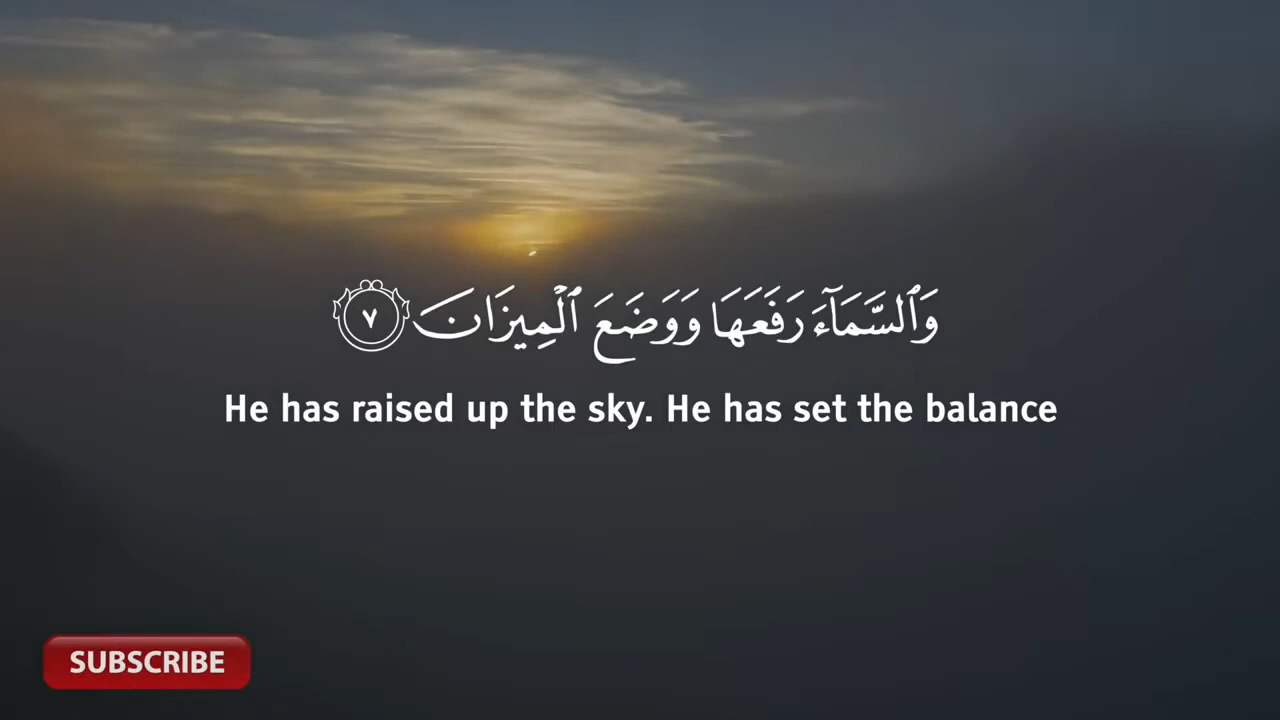 وَٱلسَّمَآءَ رَفَعَهَا وَوَضَعَ ٱلْمِيزَانَ ٧
He has raised up the sky. He has set the balance
SUBSCRIBE